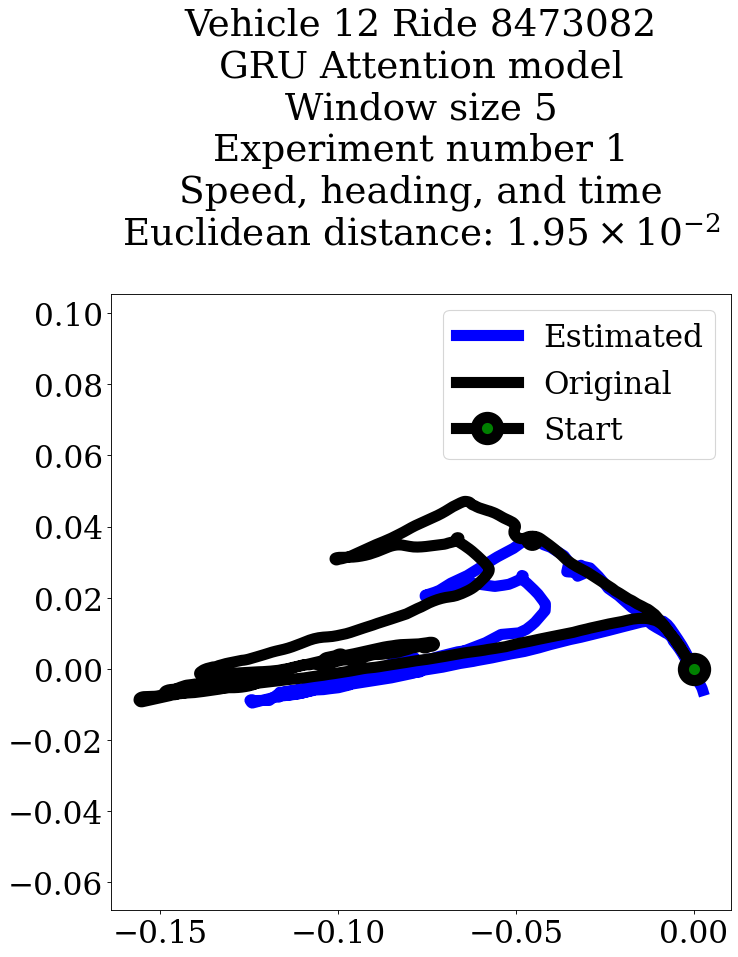 Vehicle 12 Ride 8473082
GRU Attention model
Window size 5
Experiment number 1
Speed, heading, and time
Euclidean distance: 1.95 × 10⁻²
Estimated
Original
Start
0.10
0.08
0.06
0.04
0.02
0.00
−0.02
−0.04
−0.06
−0.15
−0.10
−0.05
0.00